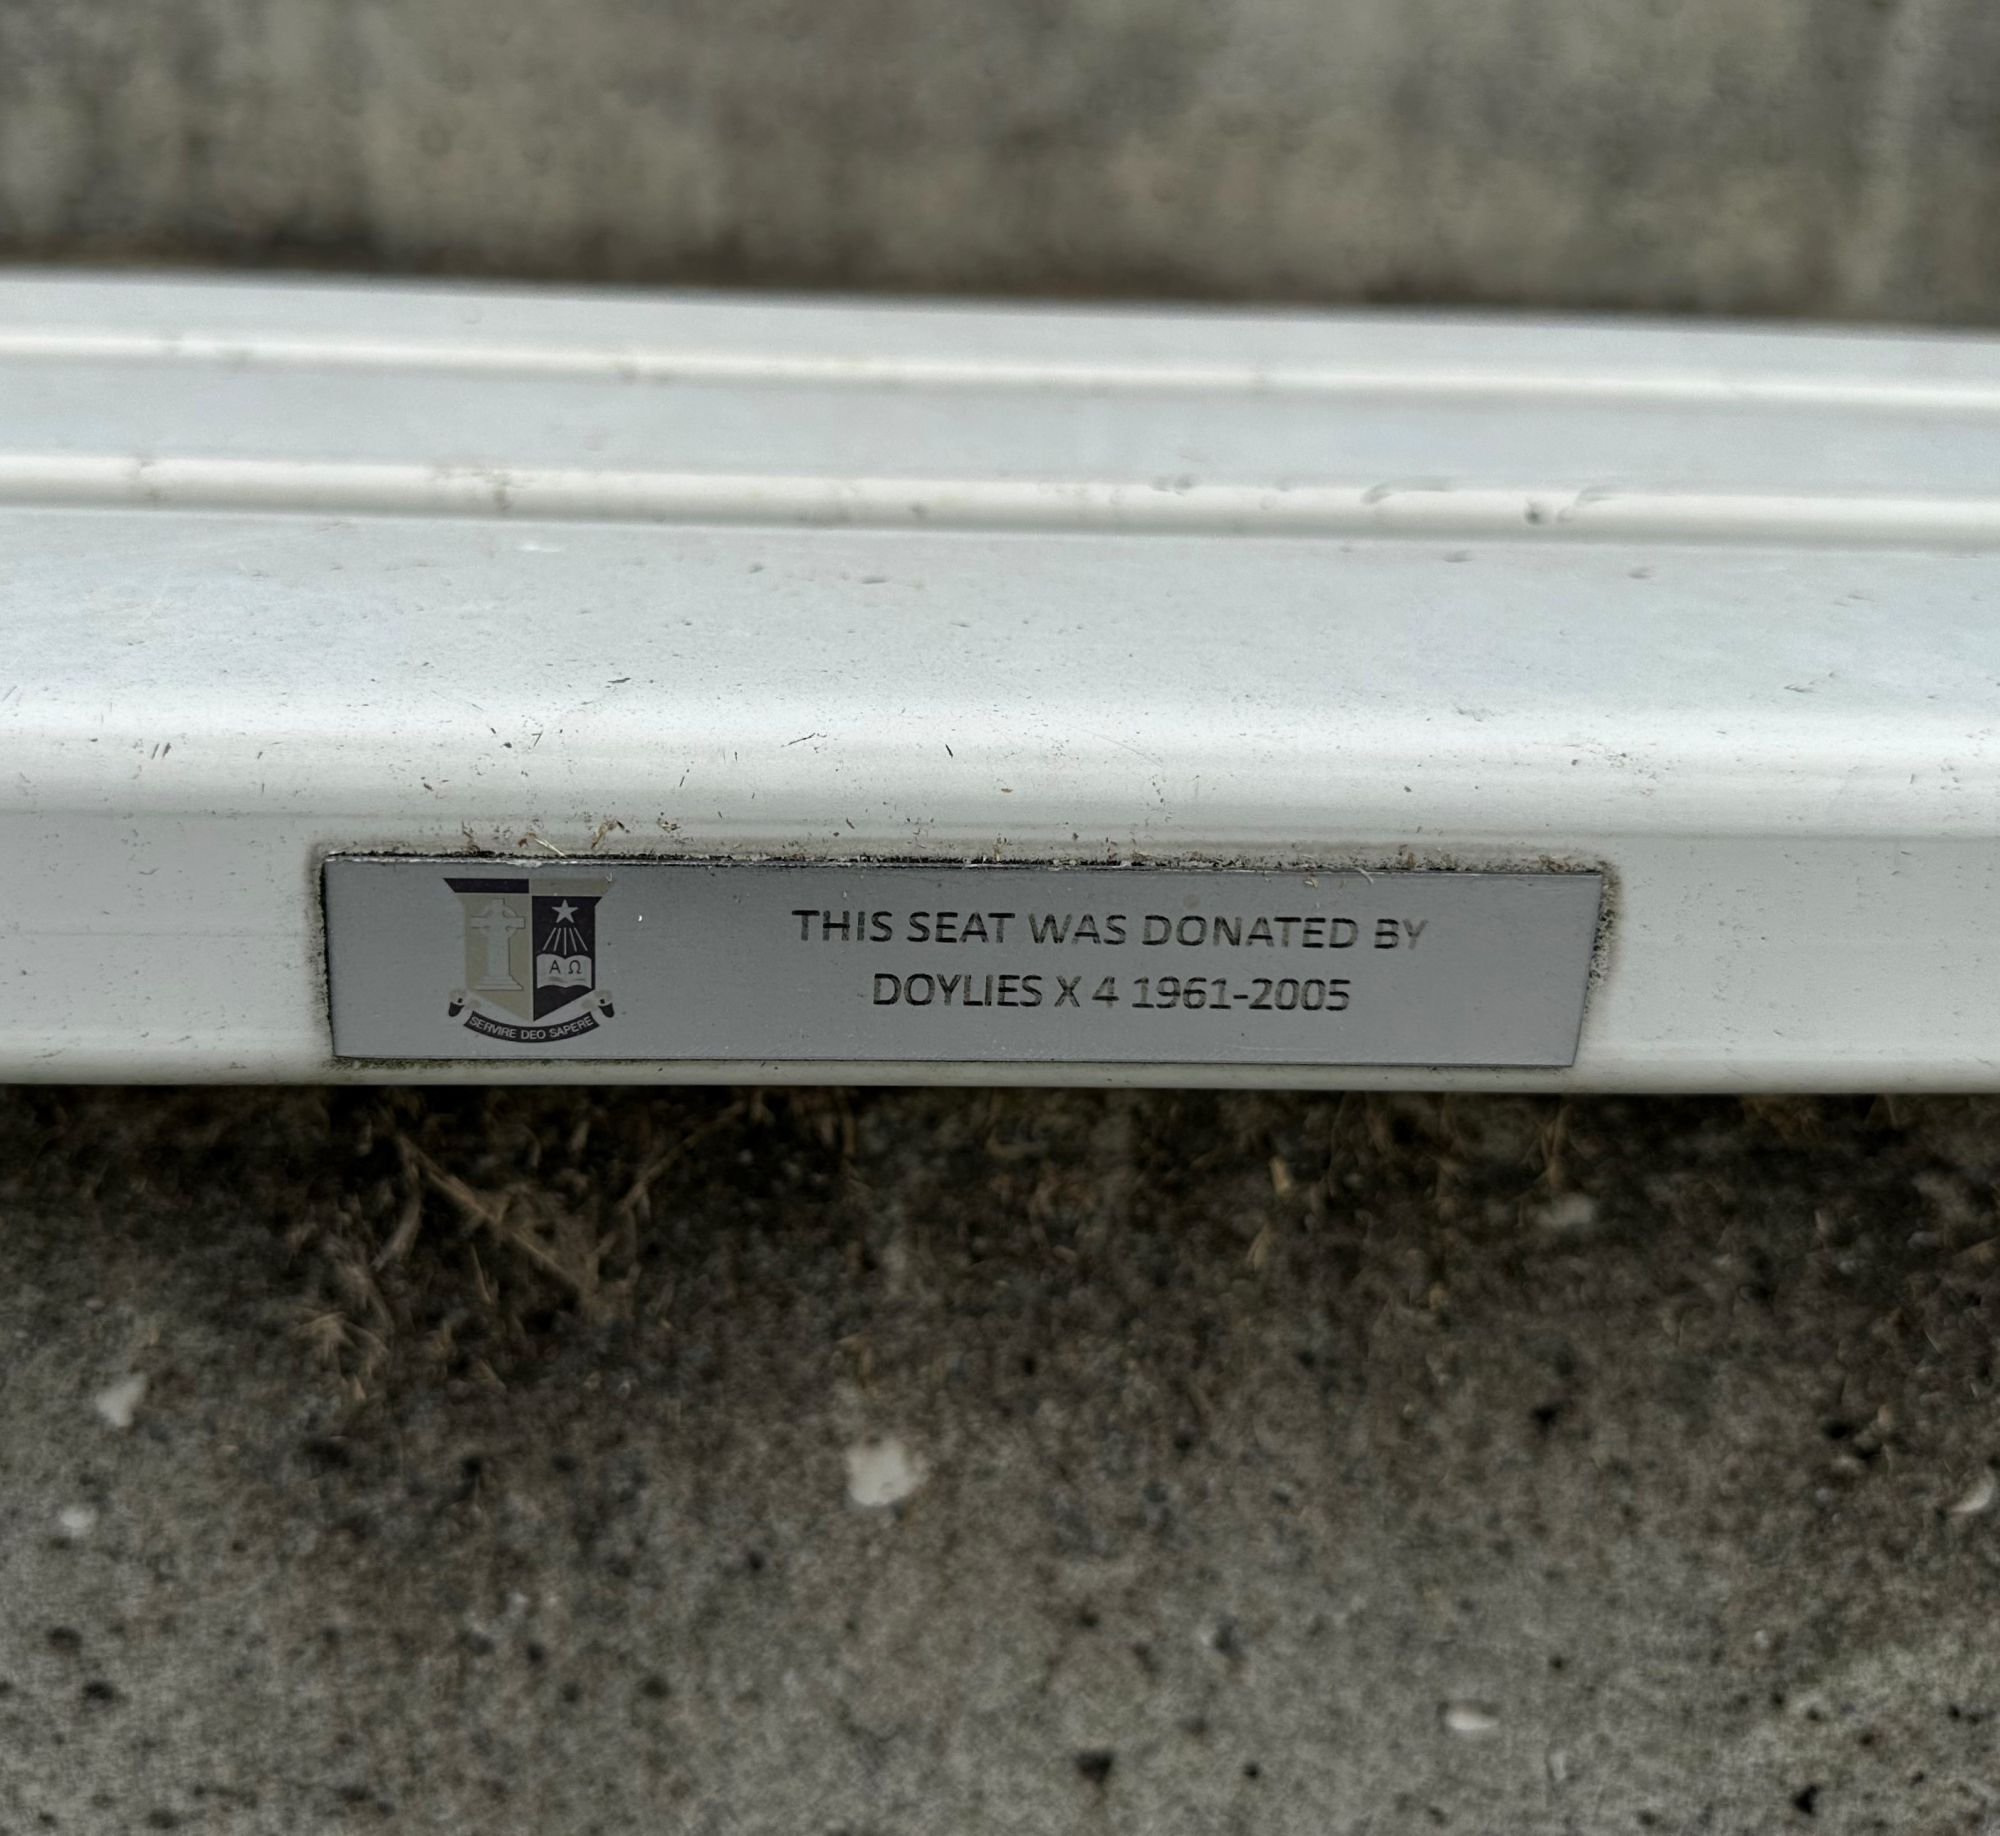 THIS SEAT WAS DONATED BY
DOYLIES X 4 1961-2005
Α Ω
SERVIRE DEO SAPERE